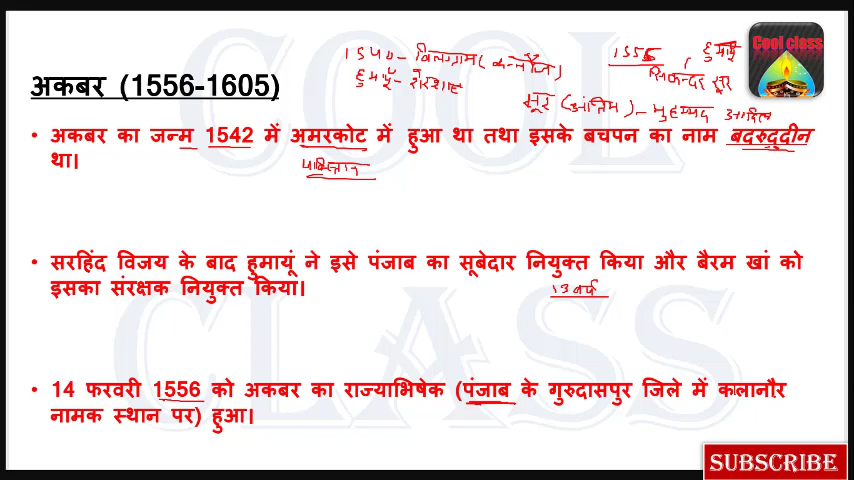 1540 - बिलग्राम (कन्नौज)
हुमायूँ - शेरशाह
1555 हुमायूँ
सिकन्दर सूर
सूर (अंतिम) - मुहम्मद आदिल
Cool class
अकबर (1556-1605)
• अकबर का जन्म 1542 में अमरकोट में हुआ था तथा इसके बचपन का नाम बदरुद्दीन
था।
पाकिस्तान
• सरहिंद विजय के बाद हुमायूं ने इसे पंजाब का सूबेदार नियुक्त किया और बैरम खां को
इसका संरक्षक नियुक्त किया।
13 वर्ष
• 14 फरवरी 1556 को अकबर का राज्याभिषेक (पंजाब के गुरुदासपुर जिले में कलानौर
नामक स्थान पर) हुआ।
COOL
CLASS
SUBSCRIBE